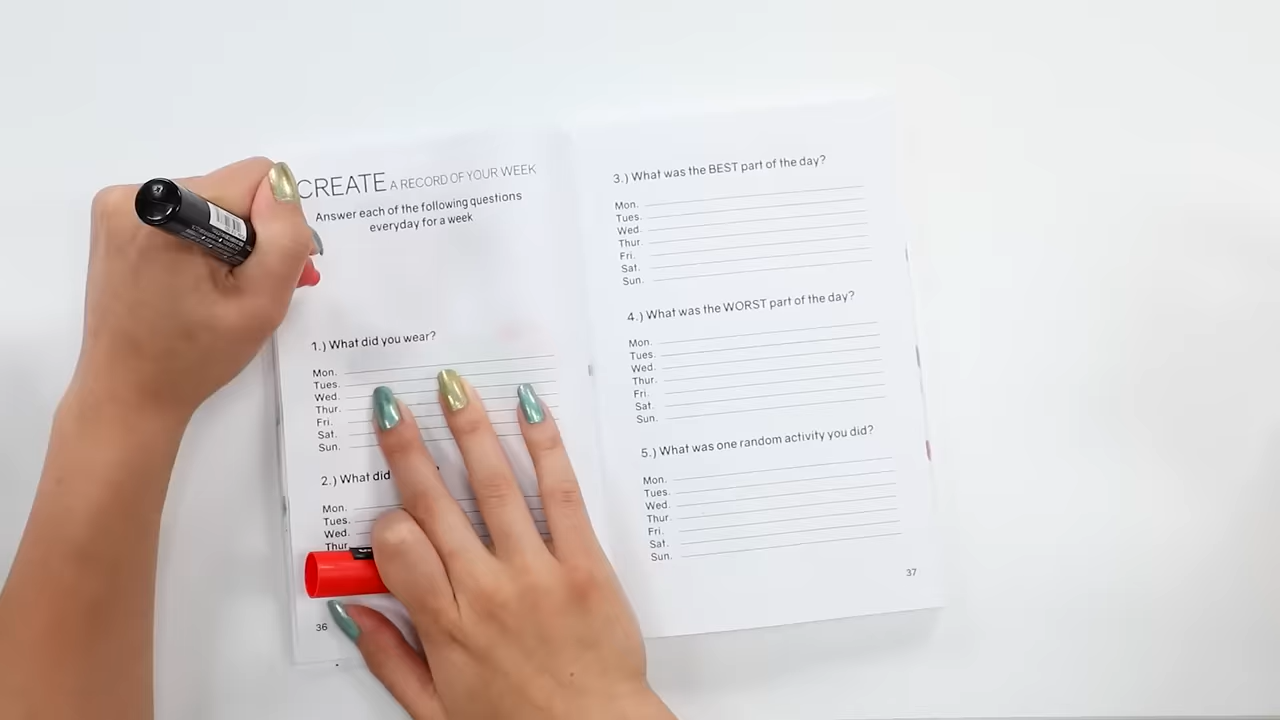 CREATE A RECORD OF YOUR WEEK
Answer each of the following questions
everyday for a week
1.) What did you wear?
Mon.
Tues.
Wed.
Thur.
Fri.
Sat.
Sun.
2.) What did
Mon.
Tues.
Wed.
Thur
36
3.) What was the BEST part of the day?
Mon.
Tues.
Wed.
Thur.
Fri.
Sat.
Sun.
4.) What was the WORST part of the day?
Mon.
Tues.
Wed.
Thur.
Fri.
Sat.
Sun.
5.) What was one random activity you did?
Mon.
Tues.
Wed.
Thur.
Fri.
Sat.
Sun.
37